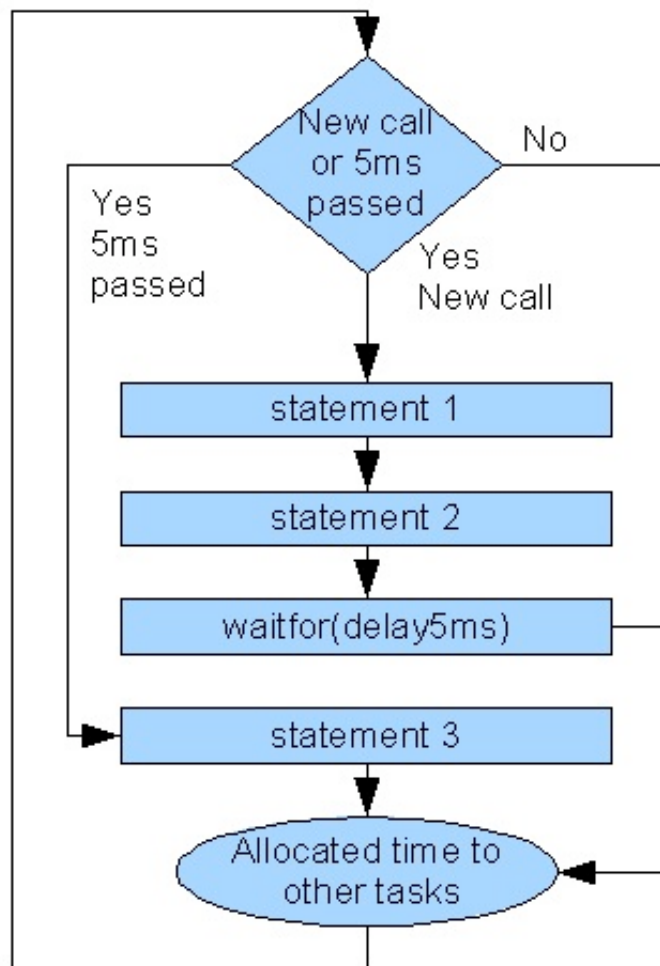 New call
or 5ms
passed
No
Yes
5ms
passed
Yes
New call
statement 1
statement 2
waitfor(delay5ms)
statement 3
Allocated time to
other tasks